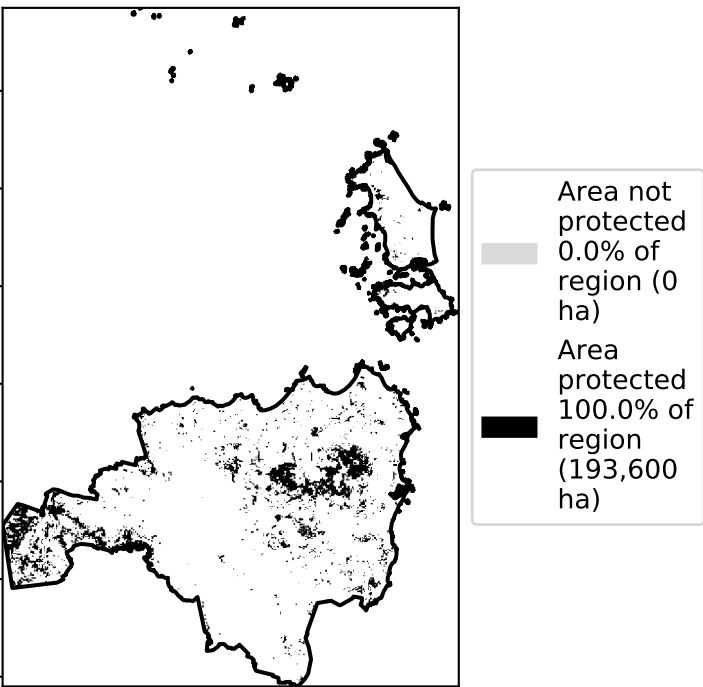 Area not
protected
0.0% of
region (0
ha)
Area
protected
100.0% of
region
(193,600
ha)